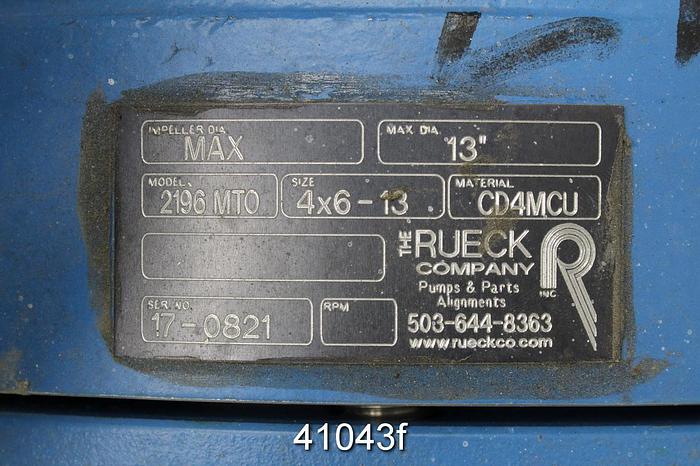 IMPELLER DIA.
MAX
MAX. DIA.
13"
MODEL
2196 MTO
SIZE
4x6-13
MATERIAL
CD4MCU
THE RUECK
COMPANY
INC
Pumps & Parts
Alignments
SER. NO.
17-0821
RPM
503-644-8363
www.rueckco.com
41043f